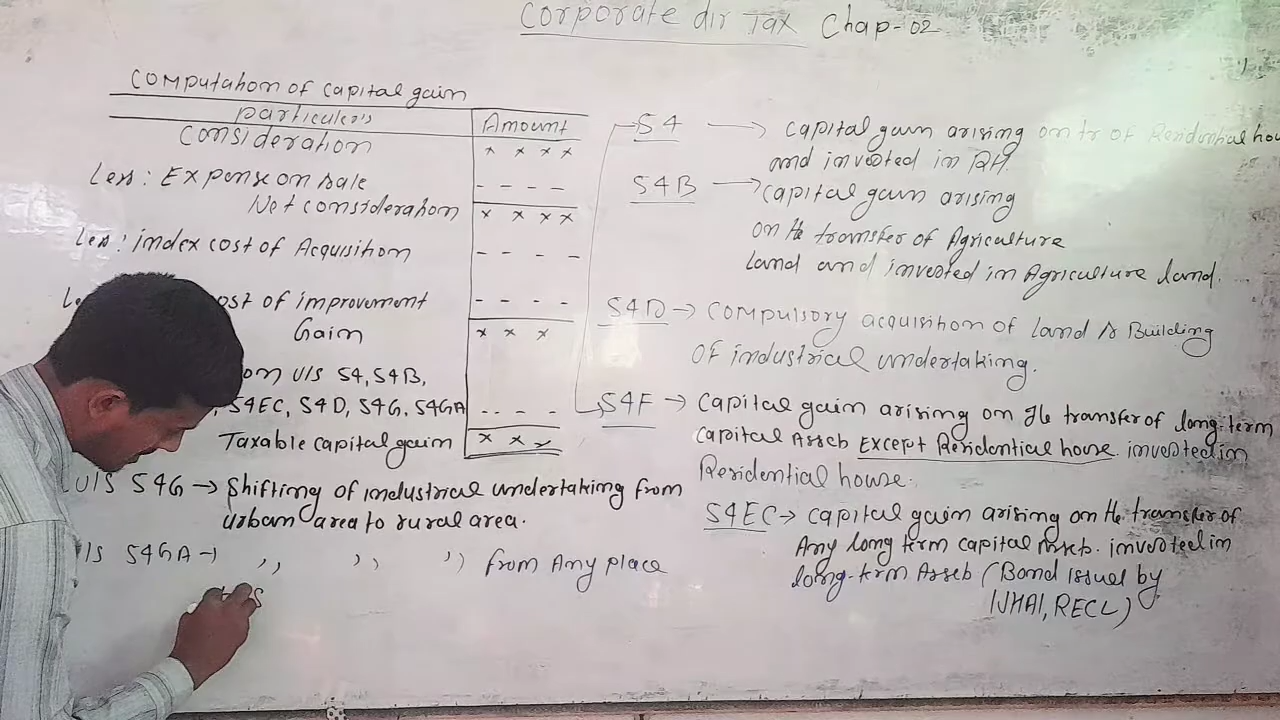 Corporate dir Tax Chap-02
Computation of capital gain
particulers
Amount
consideration
x x x x
Less: Expense on sale
- - - -
Net consideration
x x x x
Less: index cost of Acquisition
- - - -
cost of improvement
- - - -
Gain
x x x
U/S 54, 54B,
54EC, 54D, 54G, 54GA
- - - -
Taxable capital gain
x x x
U/S 54G → Shifting of industrial undertaking from
urban area to rural area.
54GA → ,, ,, ,, from Any place
54 → capital gain arising on tr of Residential hou
and invested in RH.
54B → capital gain arising
on the transfer of Agriculture
land and invested in Agriculture land.
54D → compulsory acquisition of land & Building
of industrial undertaking.
54F → capital gain arising on the transfer of long-term
capital Assets Except Residential house. invested in
Residential house.
54EC → capital gain arising on the transfer of
Any long term capital Assets. invested in
long-term Assets (Bond issued by
NHAI, RECL)